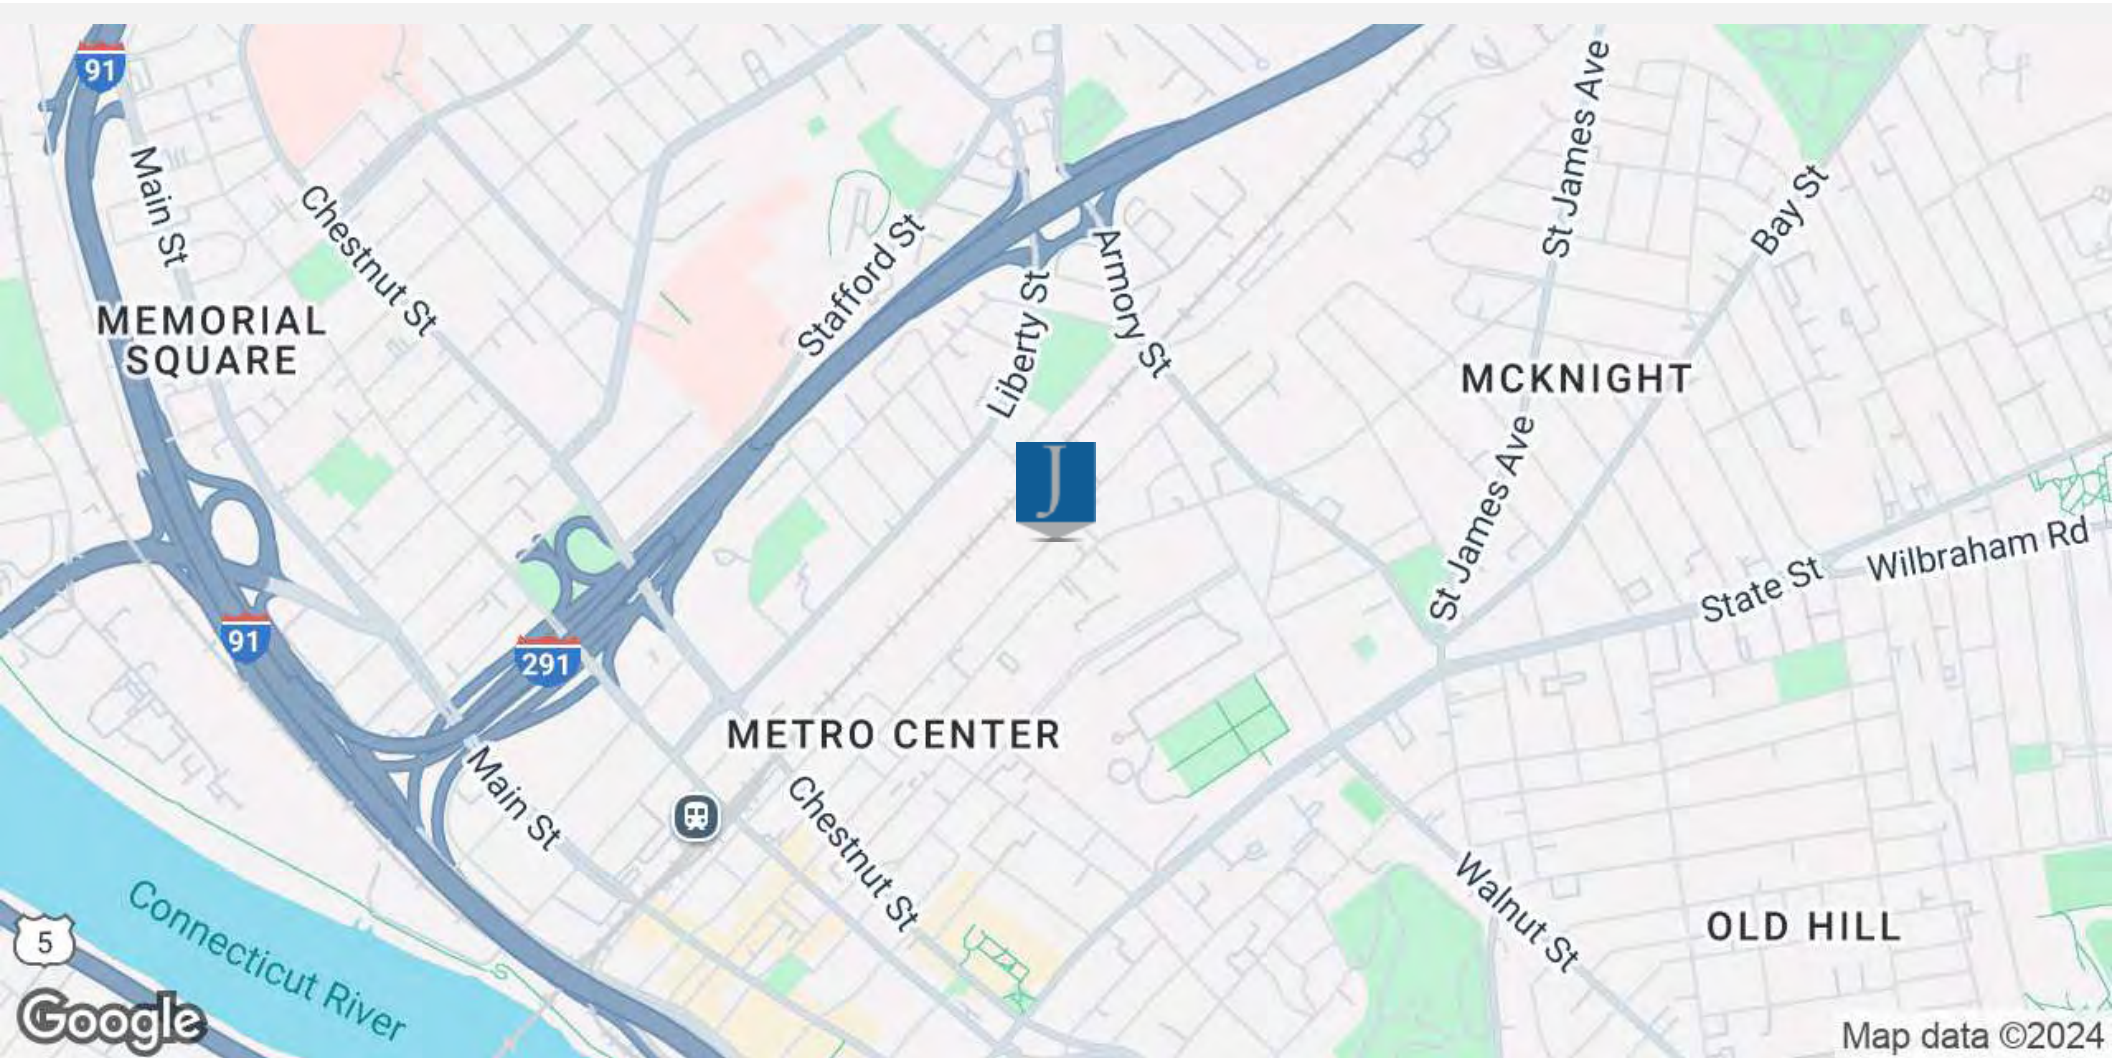 91
St James Ave
Main St
Bay St
Chestnut St
Stafford St
Armory St
Liberty St
MEMORIAL
SQUARE
MCKNIGHT
J
St James Ave
Wilbraham Rd
State St
91
291
METRO CENTER
Main St
Chestnut St
Walnut St
OLD HILL
5
Connecticut River
Google
Map data ©2024